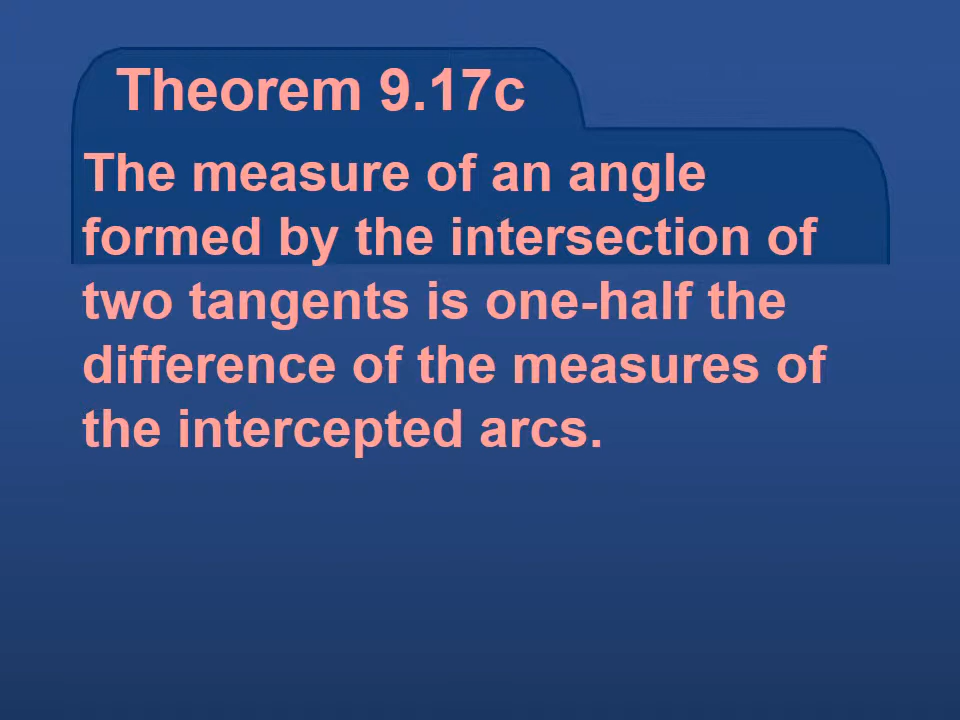 Theorem 9.17c
The measure of an angle
formed by the intersection of
two tangents is one-half the
difference of the measures of
the intercepted arcs.